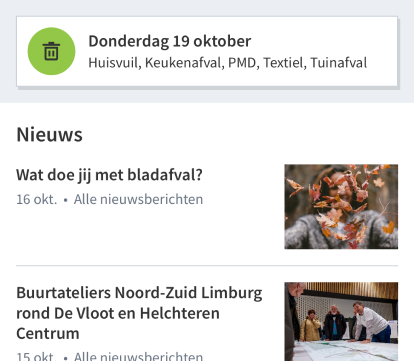 Donderdag 19 oktober
Huisvuil, Keukenafval, PMD, Textiel, Tuinafval
Nieuws
Wat doe jij met bladafval?
16 okt. • Alle nieuwsberichten
Buurtateliers Noord-Zuid Limburg
rond De Vloot en Helchteren
Centrum
15 okt. • Alle nieuwsberichten